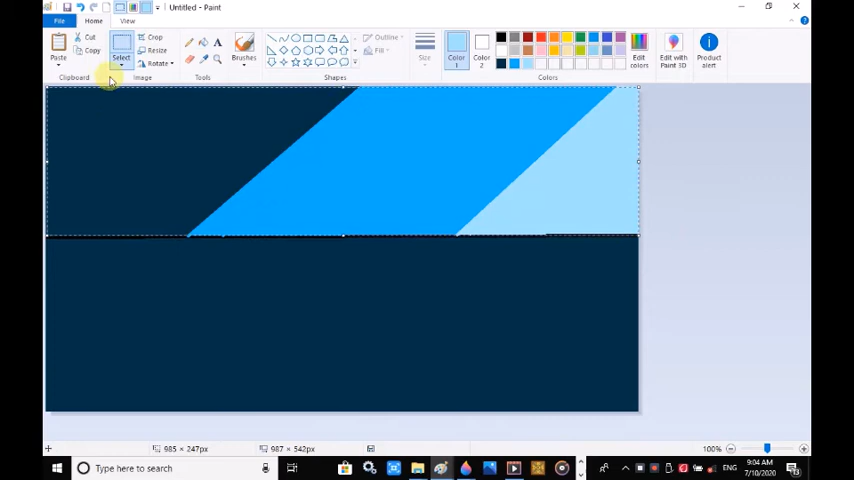 Untitled - Paint
File
Home
View
Paste
Cut
Copy
Clipboard
Select
Crop
Resize
Rotate
Image
Tools
Brushes
Outline
Fill
Shapes
Size
Color 1
Color 2
Edit colors
Colors
Edit with Paint 3D
Product alert
985 × 247px
987 × 542px
100%
Type here to search
ENG
9:04 AM
7/10/2020